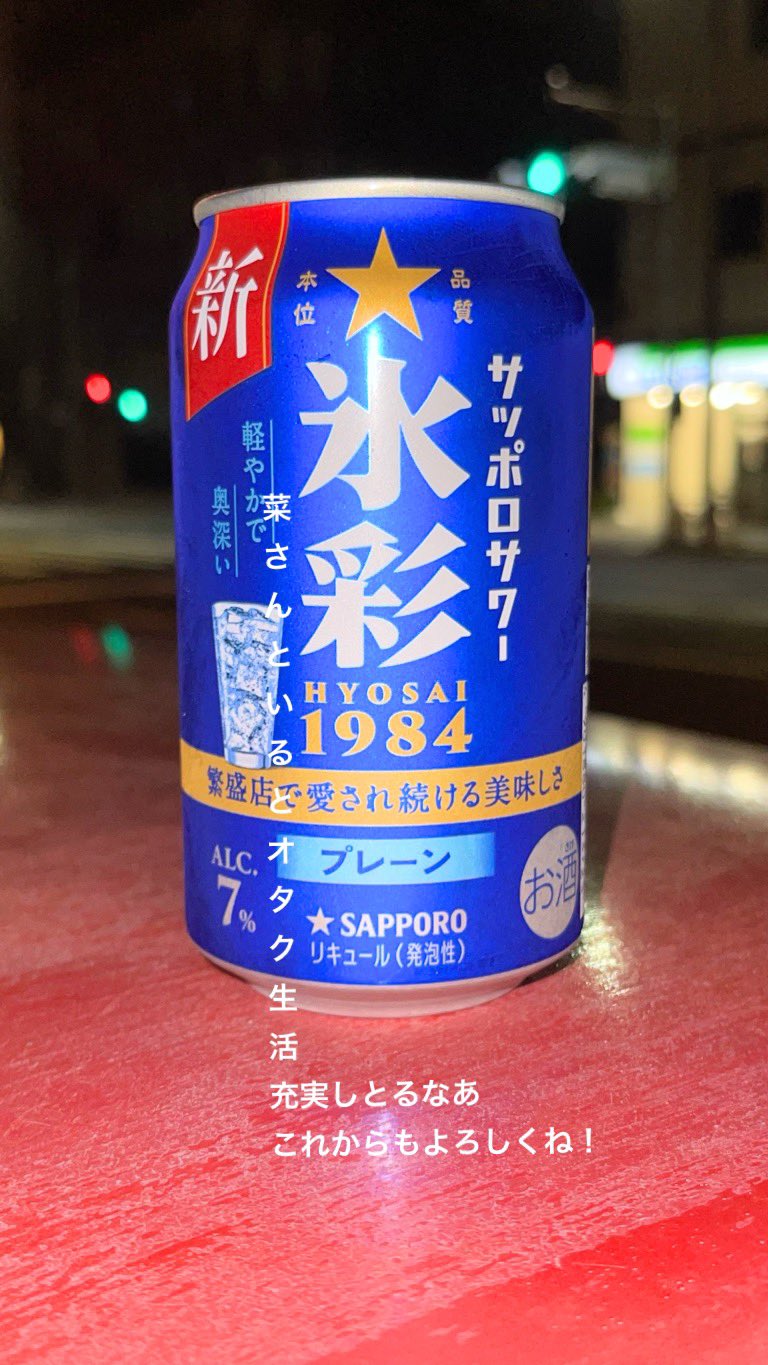 新
本位
品質
サッポロサワー
氷彩
HYOSAI
1984
軽やかで
奥深い
繁盛店で愛され続ける美味しさ
プレーン
ALC.
7%
お酒
SAPPORO
リキュール(発泡性)
菜さんといるとオタク生活
充実しとるなあ
これからもよろしくね！